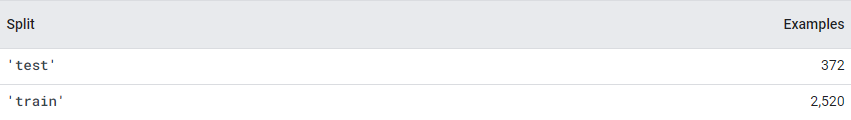 Split Examples
'test' 372
'train' 2,520